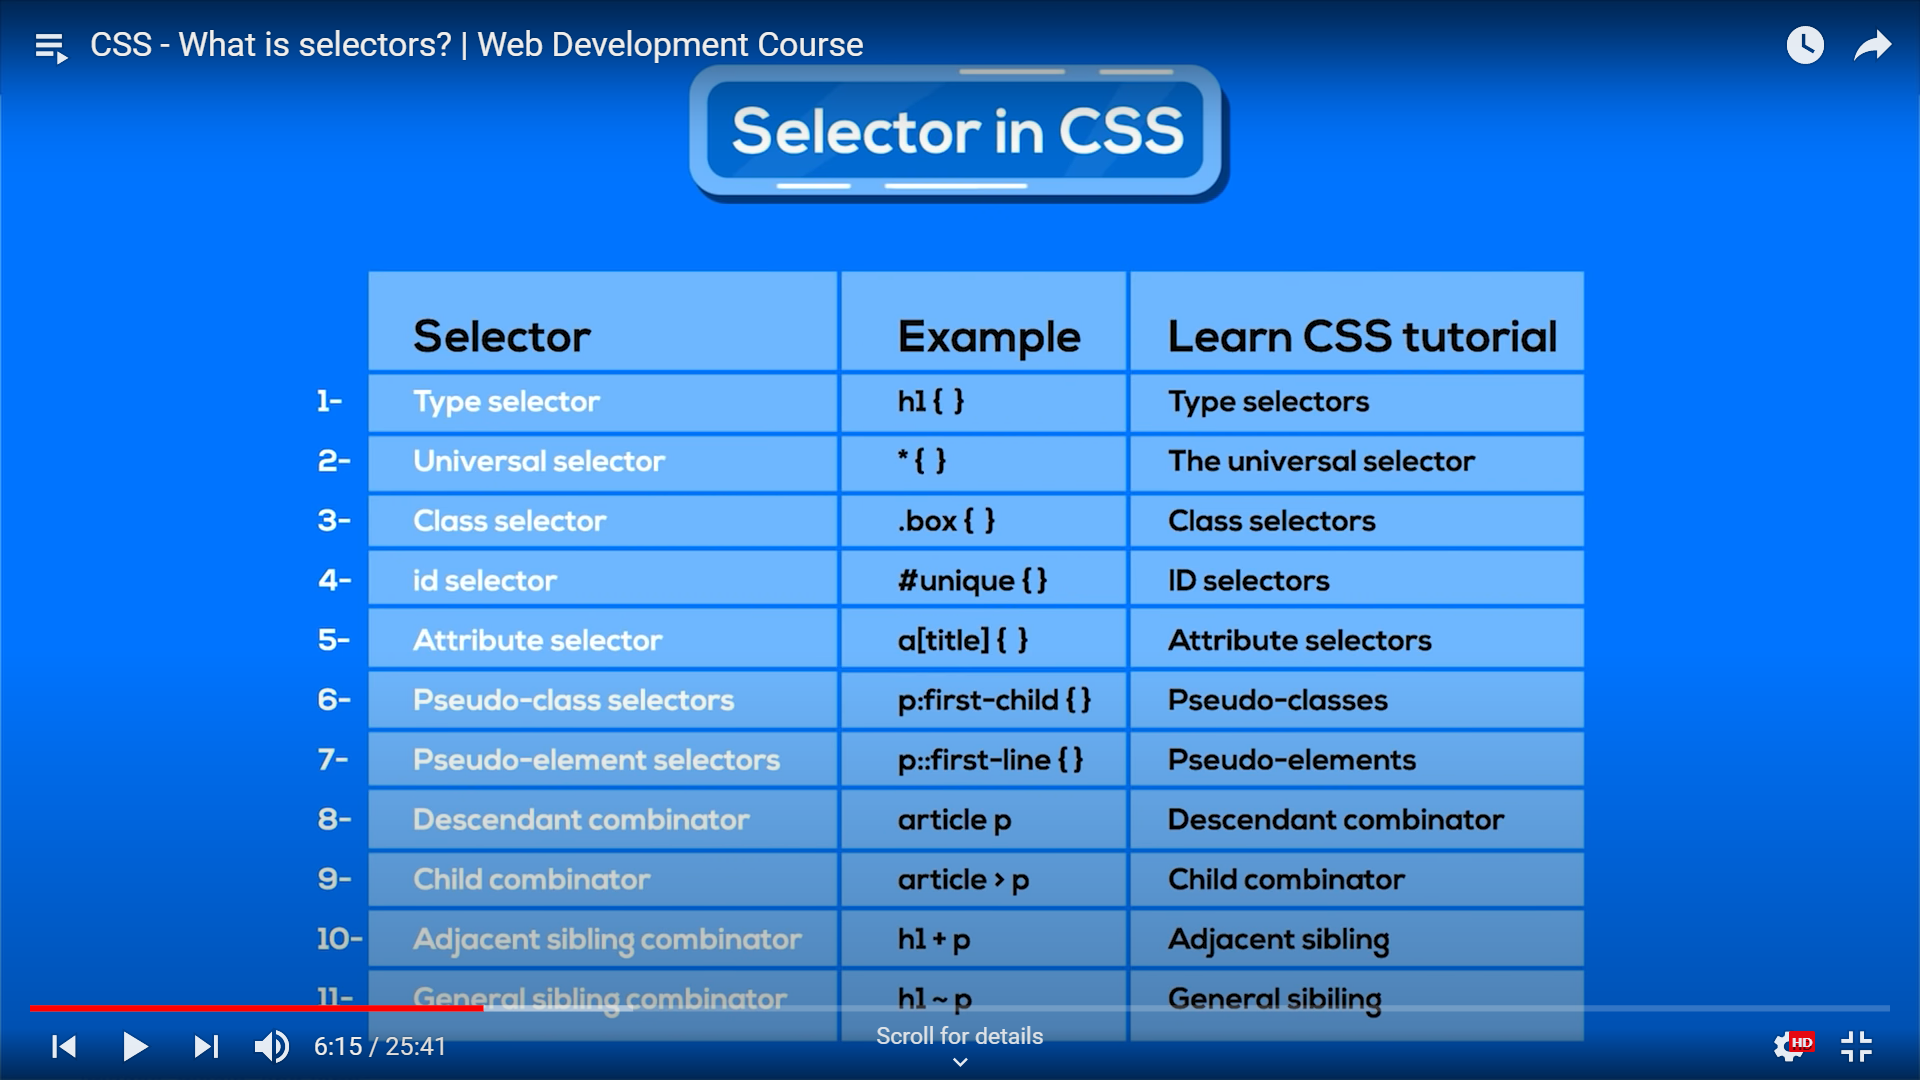 CSS - What is selectors? | Web Development Course
Selector in CSS
Selector Example Learn CSS tutorial
1- Type selector h1 { } Type selectors
2- Universal selector * { } The universal selector
3- Class selector .box { } Class selectors
4- id selector #unique {} ID selectors
5- Attribute selector a[title] { } Attribute selectors
6- Pseudo-class selectors p:first-child {} Pseudo-classes
7- Pseudo-element selectors p::first-line {} Pseudo-elements
8- Descendant combinator article p Descendant combinator
9- Child combinator article > p Child combinator
10- Adjacent sibling combinator h1 + p Adjacent sibling
11- General sibling combinator h1 ~ p General sibiling
6:15 / 25:41
Scroll for details
HD